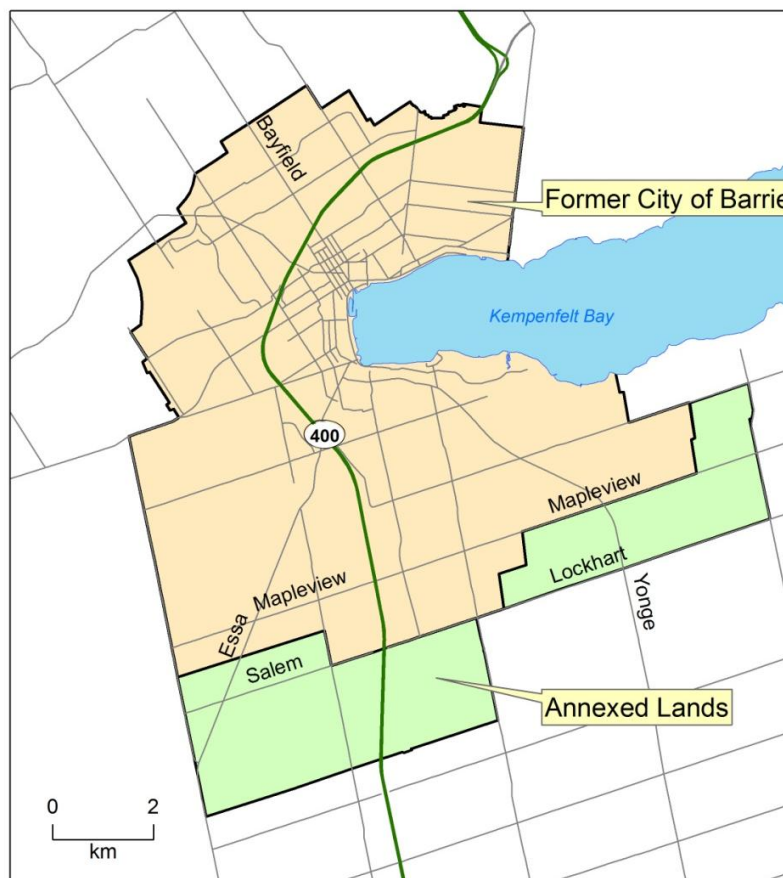 Bayfield
Former City of Barrie
Kempenfelt Bay
400
Mapleview
Mapleview
Lockhart
Essa
Yonge
Salem
Annexed Lands
0 2
km